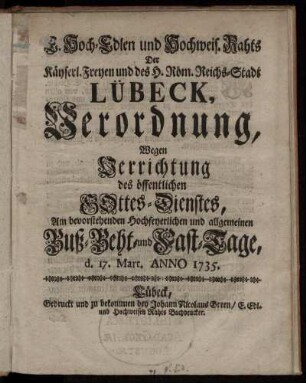 E. Hoch-Edlen und Hochweis. Rahts
Der
Käyserl. Freyen und des H. Röm. Reichs-Stadt
LÜBECK,
Verordnung,
Wegen
Verrichtung
des öffentlichen
GOttes-Dienstes,
Am bevorstehenden Hochfeyerlichen und allgemeinen
Buß-Beht-und Fast-Tage,
d. 17. Mart. ANNO 1735.
Lübeck,
Gedruckt und zu bekommen bey Johann Nicolaus Green/ E. Edl.
und Hochweisen Rahts Buchdrucker.